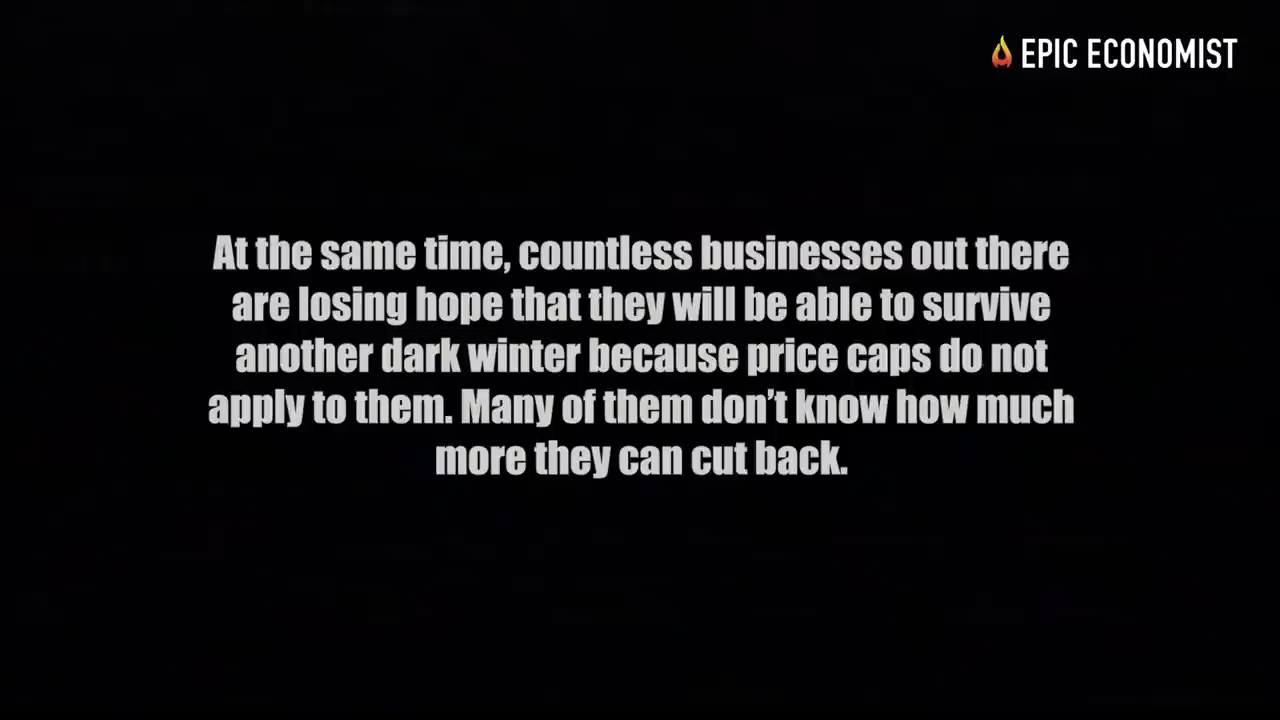 EPIC ECONOMIST
At the same time, countless businesses out there
are losing hope that they will be able to survive
another dark winter because price caps do not
apply to them. Many of them don’t know how much
more they can cut back.